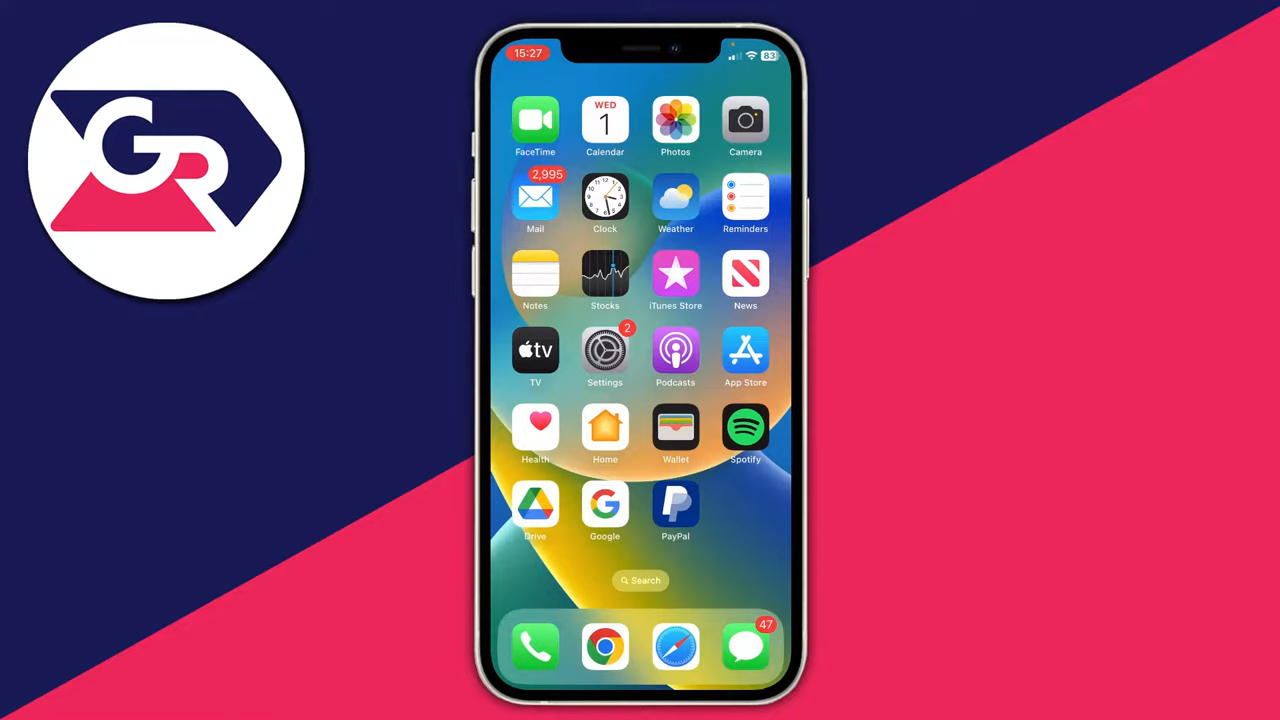 GR
15:27
83
WED
1
FaceTime
Calendar
Photos
Camera
2,995
Mail
Clock
Weather
Reminders
Notes
Stocks
iTunes Store
News
tv
2
TV
Settings
Podcasts
App Store
Health
Home
Wallet
Spotify
Drive
Google
PayPal
Search
47